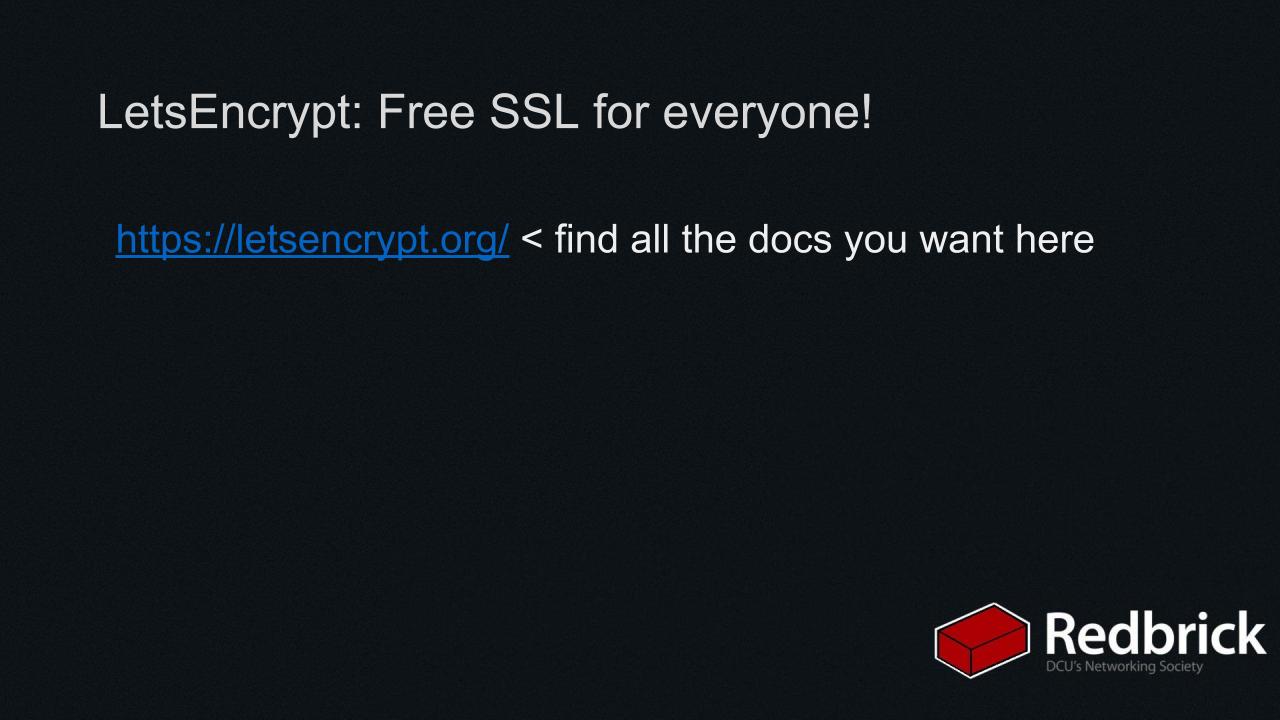 LetsEncrypt: Free SSL for everyone!
https://letsencrypt.org/ < find all the docs you want here
Redbrick
DCU's Networking Society